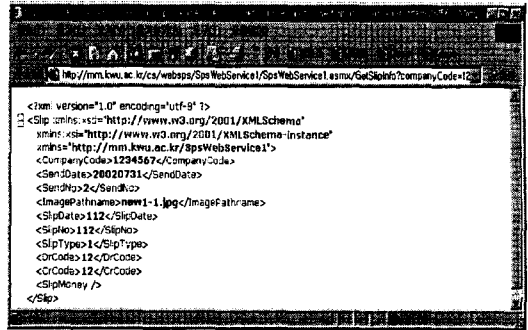 http://mm.kwu.ac.kr/cs/websps/SpsWebService1/SpsWebService1.asmx/GetSlipInfo?companyCode=12
<?xml version="1.0" encoding="utf-8" ?>
<Slip xmlns:xsd="http://www.w3.org/2001/XMLSchema"
xmlns:xsi="http://www.w3.org/2001/XMLSchema-instance"
xmlns="http://mm.kwu.ac.kr/SpsWebService1">
<CompanyCode>1234567</CompanyCode>
<SendDate>20020731</SendDate>
<SendNo>2</SendNo>
<ImagePathname>new1-1.jpg</ImagePathname>
<SlipDate>112</SlipDate>
<SlipNo>112</SlipNo>
<SlipType>1</SlipType>
<DrCode>12</DrCode>
<CrCode>12</CrCode>
<SlipMoney />
</Slip>